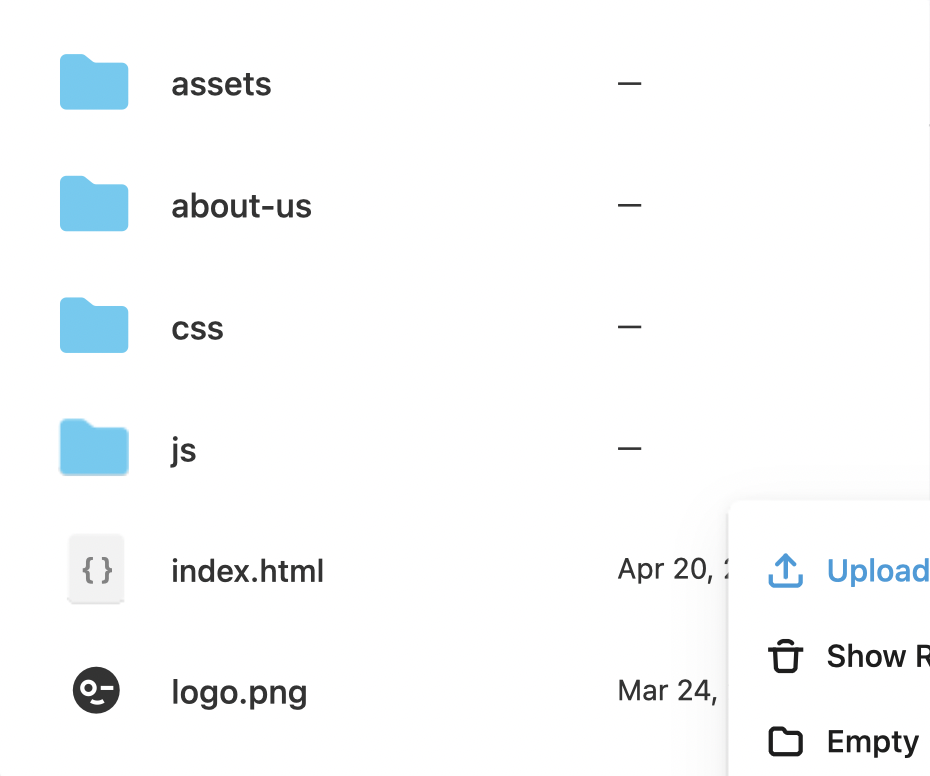 assets —
about-us —
css —
js —
index.html Apr 20,
logo.png Mar 24,
Upload
Show
Empty